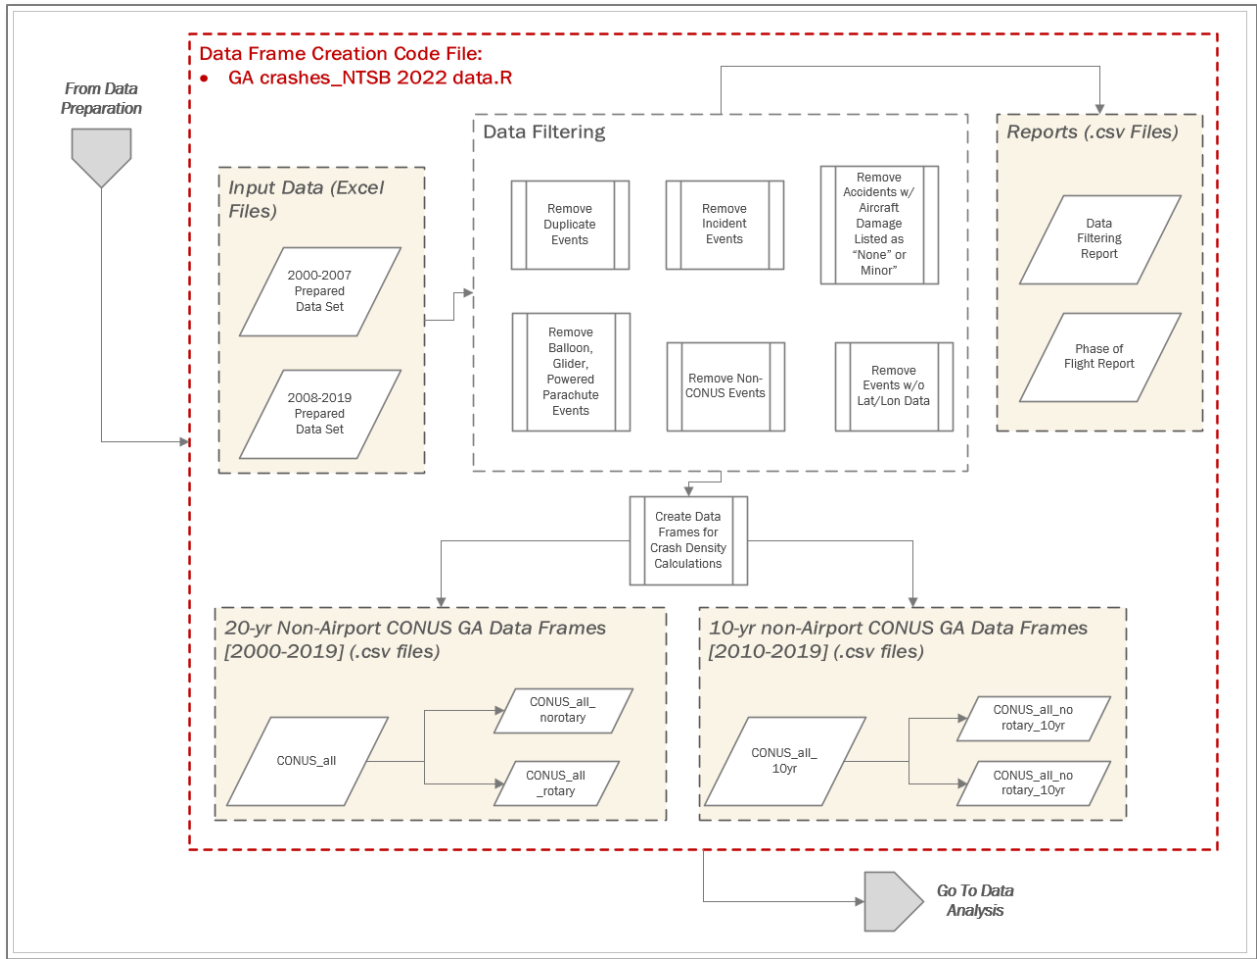 Data Frame Creation Code File:
• GA crashes_NTSB 2022 data.R
From Data
Preparation
Input Data (Excel
Files)
2000-2007
Prepared
Data Set
2008-2019
Prepared
Data Set
Data Filtering
Remove
Duplicate
Events
Remove
Incident
Events
Remove
Accidents w/
Aircraft
Damage
Listed as
“None” or
Minor”
Remove
Balloon,
Glider,
Powered
Parachute
Events
Remove Non-
CONUS Events
Remove
Events w/o
Lat/Lon Data
Reports (.csv Files)
Data
Filtering
Report
Phase of
Flight Report
Create Data
Frames for
Crash Density
Calculations
20-yr Non-Airport CONUS GA Data Frames
[2000-2019] (.csv files)
CONUS_all
CONUS_all_
norotary
CONUS_all
_rotary
10-yr non-Airport CONUS GA Data Frames
[2010-2019] (.csv files)
CONUS_all_
10yr
CONUS_all_no
rotary_10yr
CONUS_all_no
rotary_10yr
Go To Data
Analysis